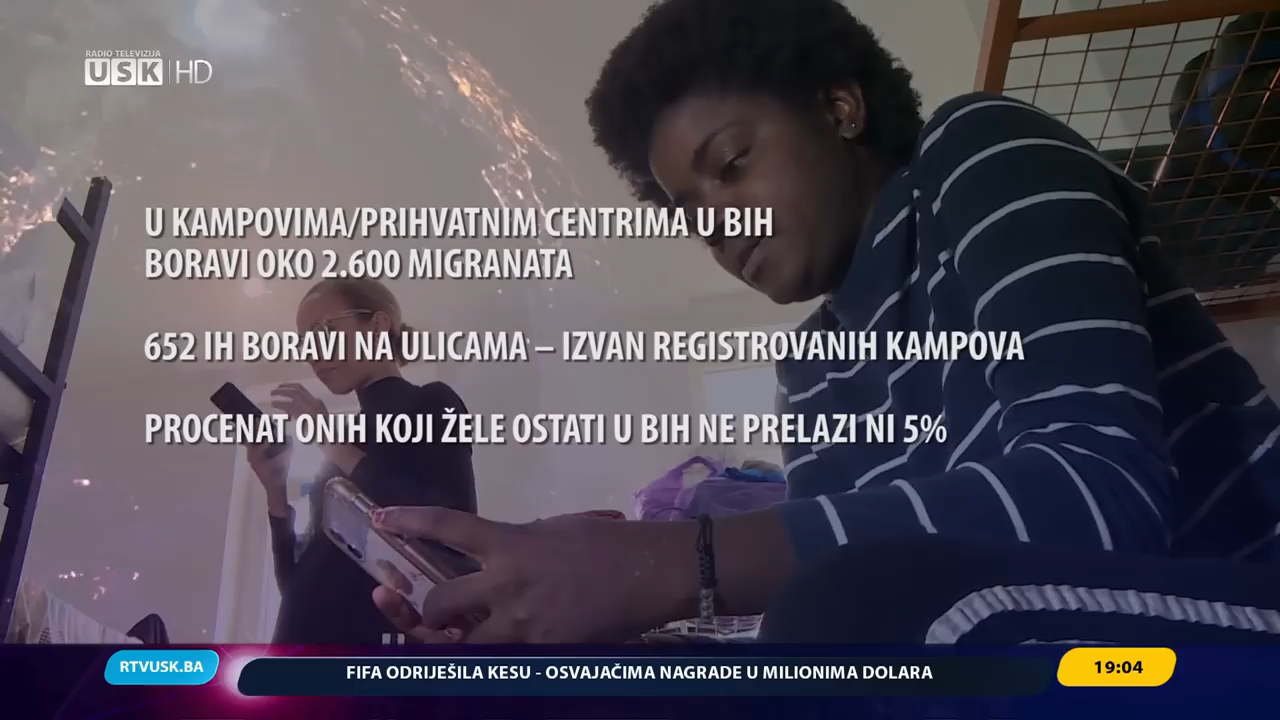 RADIO TELEVIZIJA
USK HD
U KAMPOVIMA/PRIHVATNIM CENTRIMA U BIH
BORAVI OKO 2.600 MIGRANATA
652 IH BORAVI NA ULICAMA – IZVAN REGISTROVANIH KAMPOVA
PROCENAT ONIH KOJI ŽELE OSTATI U BIH NE PRELAZI NI 5%
RTVUSK.BA
FIFA ODRIJEŠILA KESU - OSVAJAČIMA NAGRADE U MILIONIMA DOLARA
19:04